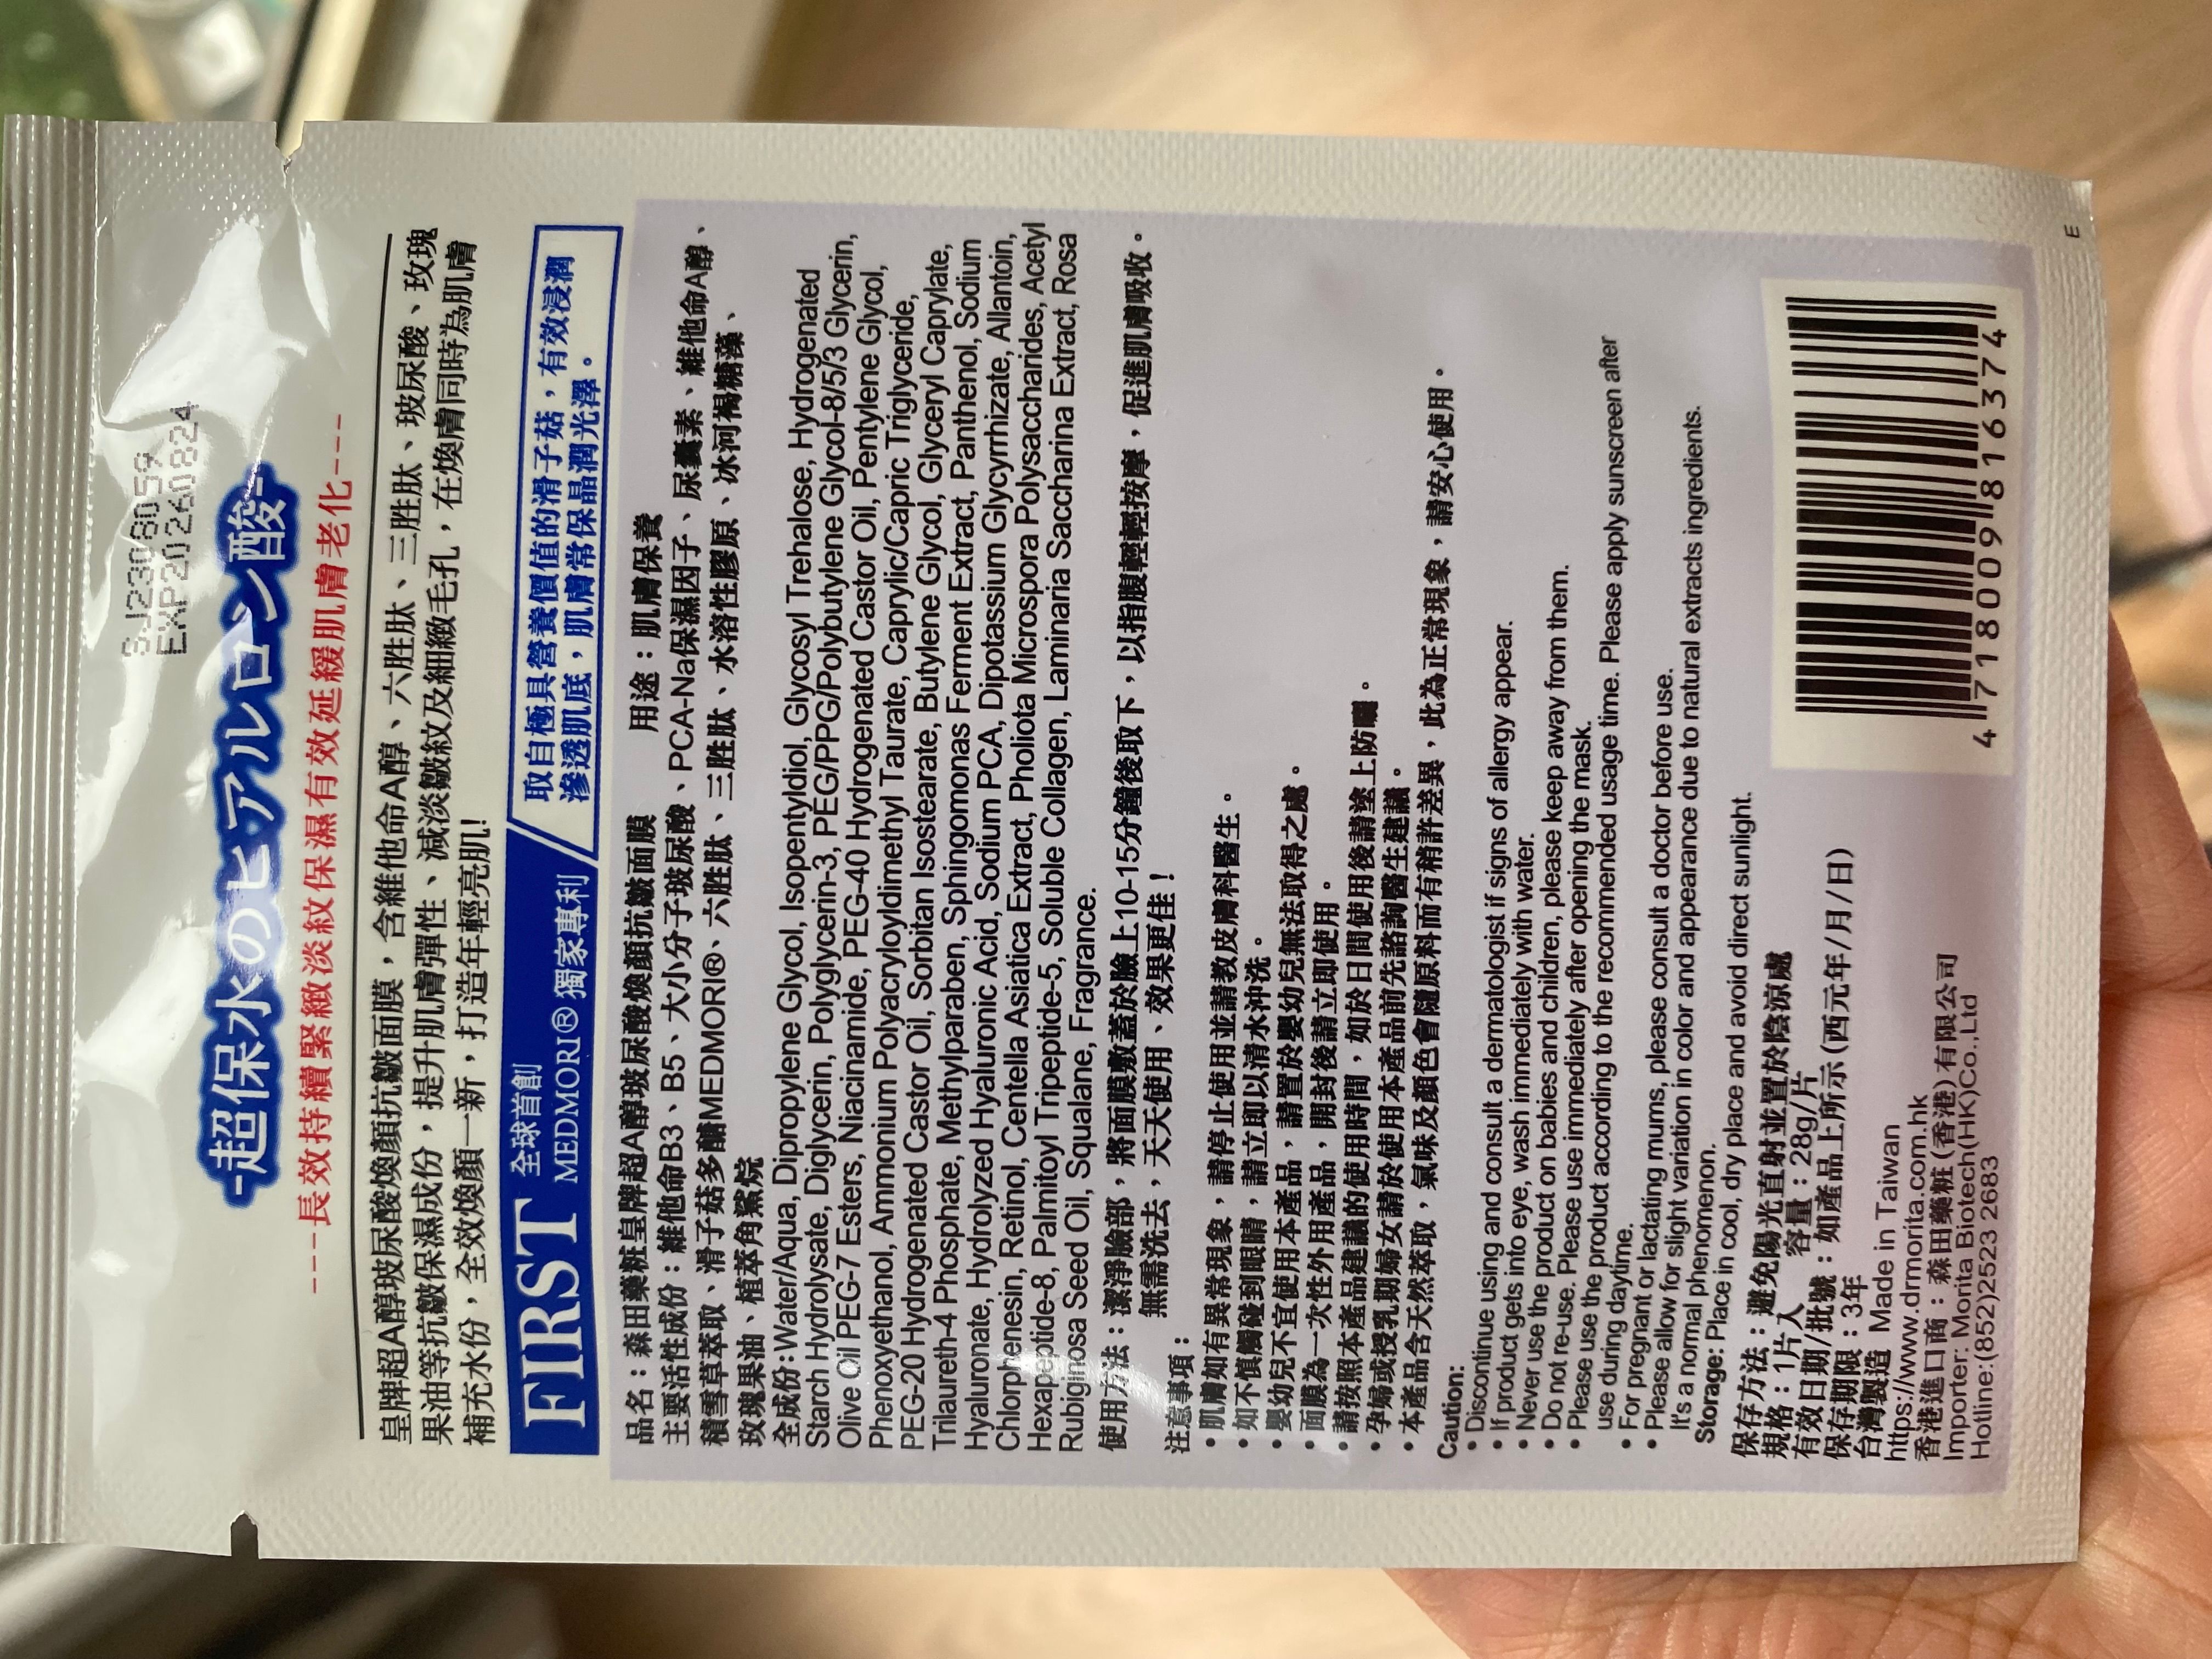 3J2308059
EXP20260824
-超保水のヒアルロン酸-
---長效持續緊緻淡紋保濕有效延緩肌膚老化---
皇牌超A醇玻尿酸煥顏抗皺面膜，含維他命A醇、六胜肽、三胜肽、玻尿酸、玫瑰
果油等抗皺保濕成份，提升肌膚彈性、減淡皺紋及細緻毛孔，在煥膚同時為肌膚
補充水份，全效煥顏一新，打造年輕亮肌!
FIRST 全球首創
MEDMORI®獨家專利
取自極具營養價值的滑子菇，有效浸潤
滲透肌底，肌膚常保晶潤光澤。
品名：森田藥粧皇牌超A醇玻尿酸煥顏抗皺面膜 用途：肌膚保養
主要活性成份：維他命B3、B5、大小分子玻尿酸、PCA-Na保濕因子、尿囊素、維他命A醇、
積雪草萃取、滑子菇多醣MEDMORI®、六胜肽、三胜肽、水溶性膠原、冰河褐糖藻、
玫瑰果油、植萃角鯊烷
全成份:Water/Aqua, Dipropylene Glycol, Isopentyldiol, Glycosyl Trehalose, Hydrogenated
Starch Hydrolysate, Diglycerin, Polyglycerin-3, PEG/PPG/Polybutylene Glycol-8/5/3 Glycerin,
Olive Oil PEG-7 Esters, Niacinamide, PEG-40 Hydrogenated Castor Oil, Pentylene Glycol,
Phenoxyethanol, Ammonium Polyacryloyldimethyl Taurate, Caprylic/Capric Triglyceride,
PEG-20 Hydrogenated Castor Oil, Sorbitan Isostearate, Butylene Glycol, Glyceryl Caprylate,
Trilaureth-4 Phosphate, Methylparaben, Sphingomonas Ferment Extract, Panthenol, Sodium
Hyaluronate, Hydrolyzed Hyaluronic Acid, Sodium PCA, Dipotassium Glycyrrhizate, Allantoin,
Chlorphenesin, Retinol, Centella Asiatica Extract, Pholiota Microspora Polysaccharides, Acetyl
Hexapeptide-8, Palmitoyl Tripeptide-5, Soluble Collagen, Laminaria Saccharina Extract, Rosa
Rubiginosa Seed Oil, Squalane, Fragrance.
使用方法：潔淨臉部，將面膜敷蓋於臉上10-15分鐘後取下，以指腹輕輕按摩，促進肌膚吸收。
無需洗去，天天使用、效果更佳！
注意事項：
•肌膚如有異常現象，請停止使用並請教皮膚科醫生。
•如不慎觸碰到眼睛，請立即以清水沖洗。
•嬰幼兒不宜使用本產品，請置於嬰幼兒無法取得之處。
•面膜為一次性外用產品，開封後請立即使用。
•請按照本產品建議的使用時間，如於日間使用後請塗上防曬。
•孕婦或授乳期婦女請於使用本產品前先諮詢醫生建議。
•本產品含天然萃取，氣味及顏色會隨原料而有稍許差異，此為正常現象，請安心使用。
Caution:
• Discontinue using and consult a dermatologist if signs of allergy appear.
• If product gets into eye, wash immediately with water.
• Never use the product on babies and children, please keep away from them.
• Do not re-use. Please use immediately after opening the mask.
• Please use the product according to the recommended usage time. Please apply sunscreen after
use during daytime.
• For pregnant or lactating mums, please consult a doctor before use.
• Please allow for slight variation in color and appearance due to natural extracts ingredients.
It's a normal phenomenon.
Storage: Place in cool, dry place and avoid direct sunlight.
保存方法：避免陽光直射並置於陰涼處
規格：1片入 容量：28g/片
有效日期/批號：如產品上所示(西元年/月/日)
保存期限：3年
台灣製造 Made in Taiwan
https://www.drmorita.com.hk
香港進口商：森田藥粧(香港)有限公司
Importer: Morita Biotech(HK)Co.,Ltd
Hotline:(852)2523 2683
4 718009 816374
E